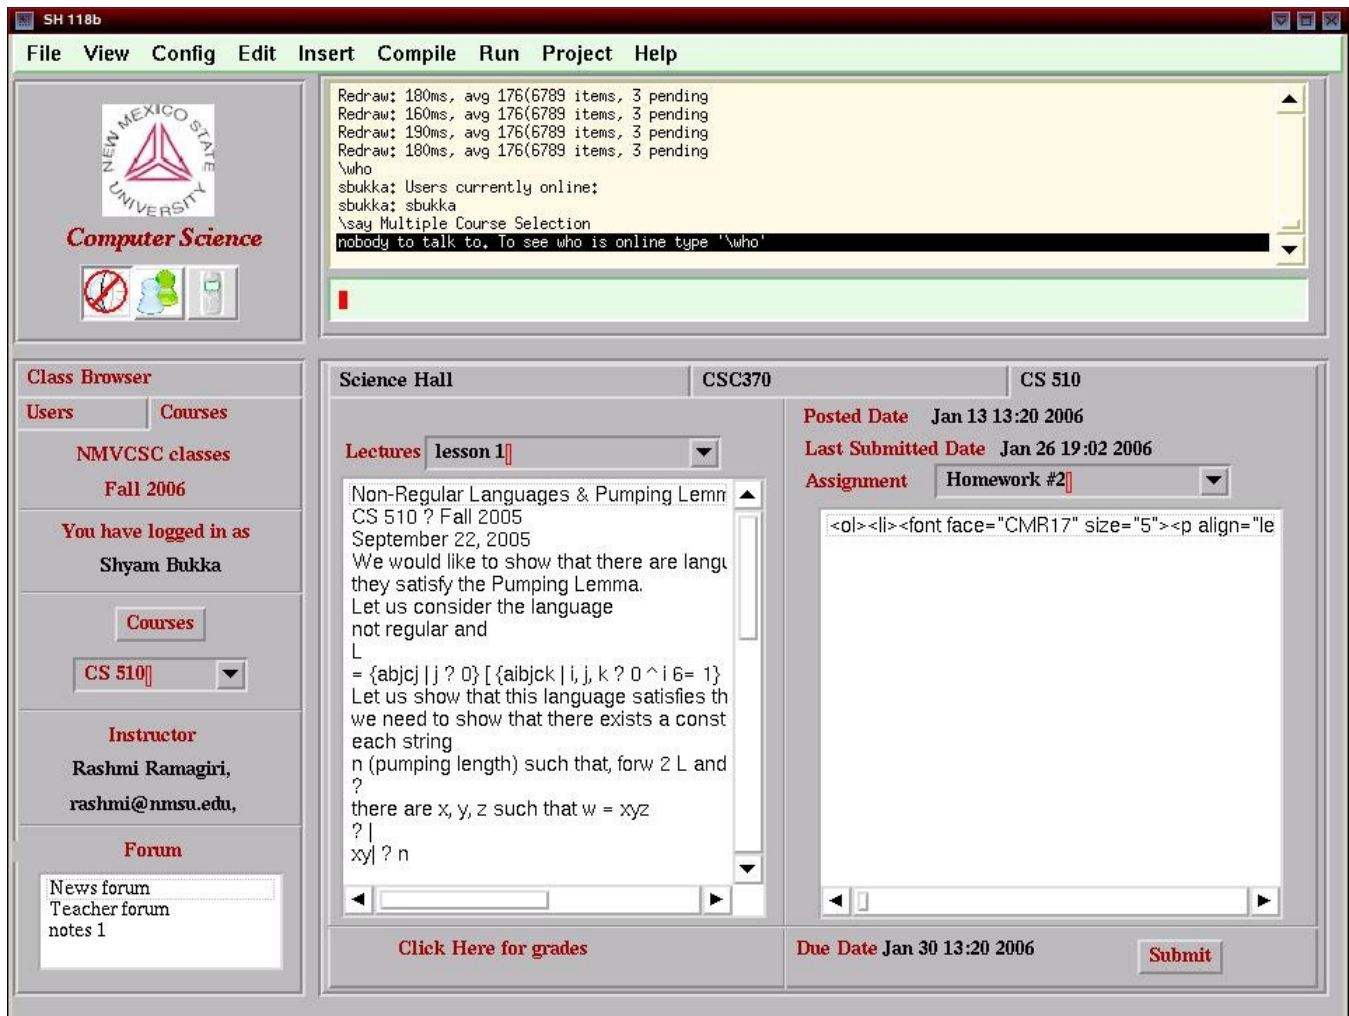 SH 118b
File View Config Edit Insert Compile Run Project Help
NEW MEXICO STATE UNIVERSITY
Computer Science
Redraw: 180ms, avg 176(6789 items, 3 pending
Redraw: 160ms, avg 176(6789 items, 3 pending
Redraw: 190ms, avg 176(6789 items, 3 pending
Redraw: 180ms, avg 176(6789 items, 3 pending
\who
sbukka: Users currently online:
sbukka: sbukka
\say Multiple Course Selection
nobody to talk to. To see who is online type '\who'
Class Browser
Users Courses
NMVCSC classes
Fall 2006
You have logged in as
Shyam Bukka
Courses
CS 510
Instructor
Rashmi Ramagiri,
rashmi@nmsu.edu,
Forum
News forum
Teacher forum
notes 1
Science Hall CSC370 CS 510
Lectures lesson 1
Non-Regular Languages & Pumping Lemm
CS 510 ? Fall 2005
September 22, 2005
We would like to show that there are langu
they satisfy the Pumping Lemma.
Let us consider the language
not regular and
L
= {abjcj | j ? 0} [ {aibjck | i, j, k ? 0 ^ i 6= 1}
Let us show that this language satisfies th
we need to show that there exists a const
each string
n (pumping length) such that, forw 2 L and
?
there are x, y, z such that w = xyz
? |
xy| ? n
Click Here for grades
Posted Date Jan 13 13:20 2006
Last Submitted Date Jan 26 19:02 2006
Assignment Homework #2
<ol><li><font face="CMR17" size="5"><p align="le
Due Date Jan 30 13:20 2006
Submit